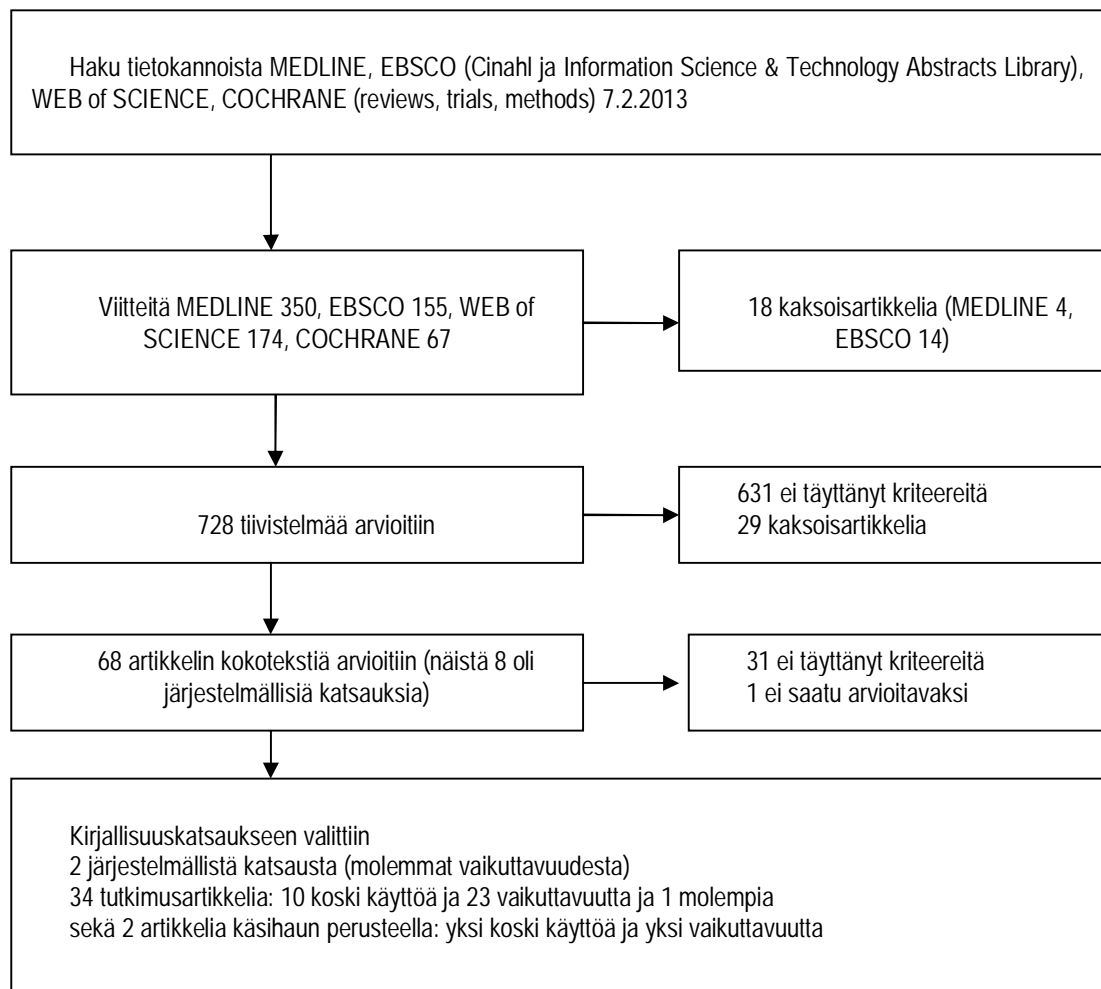 Haku tietokannoista MEDLINE, EBSCO (Cinahl ja Information Science & Technology Abstracts Library),
WEB of SCIENCE, COCHRANE (reviews, trials, methods) 7.2.2013
Viitteitä MEDLINE 350, EBSCO 155, WEB of
SCIENCE 174, COCHRANE 67
18 kaksoisartikkelia (MEDLINE 4,
EBSCO 14)
728 tiivistelmää arvioitiin
631 ei täyttänyt kriteereitä
29 kaksoisartikkelia
68 artikkelin kokotekstiä arvioitiin (näistä 8 oli
järjestelmällisiä katsauksia)
31 ei täyttänyt kriteereitä
1 ei saatu arvioitavaksi
Kirjallisuuskatsaukseen valittiin
2 järjestelmällistä katsausta (molemmat vaikuttavuudesta)
34 tutkimusartikkelia: 10 koski käyttöä ja 23 vaikuttavuutta ja 1 molempia
sekä 2 artikkelia käsihaun perusteella: yksi koski käyttöä ja yksi vaikuttavuutta